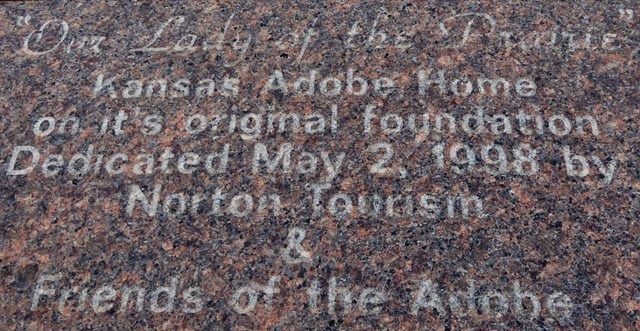 "Our Lady of the Prairie"
Kansas Adobe Home
on it's original foundation
Dedicated May 2, 1998 by
Norton Tourism
&
Friends of the Adobe